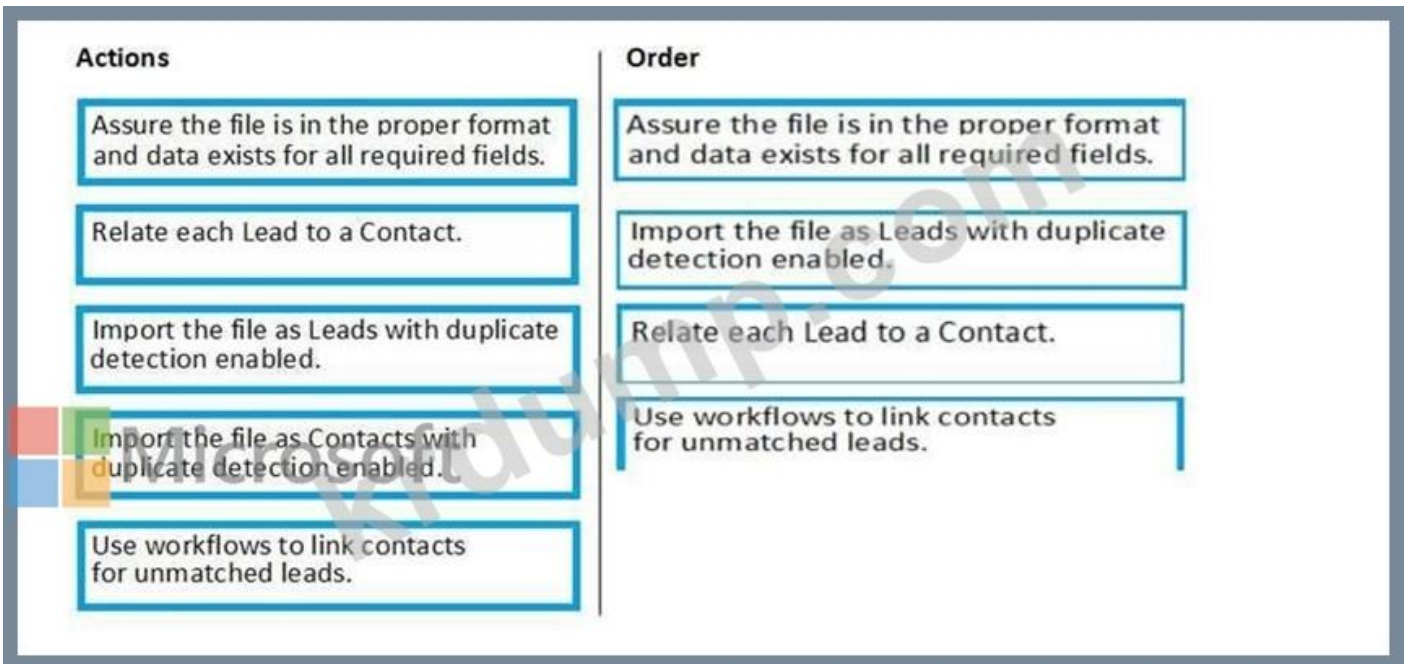 Actions
Assure the file is in the proper format
and data exists for all required fields.
Relate each Lead to a Contact.
Import the file as Leads with duplicate
detection enabled.
Import the file as Contacts with
duplicate detection enabled.
Use workflows to link contacts
for unmatched leads.
Order
Assure the file is in the proper format
and data exists for all required fields.
Import the file as Leads with duplicate
detection enabled.
Relate each Lead to a Contact.
Use workflows to link contacts
for unmatched leads.
Microsoft
krdump.com